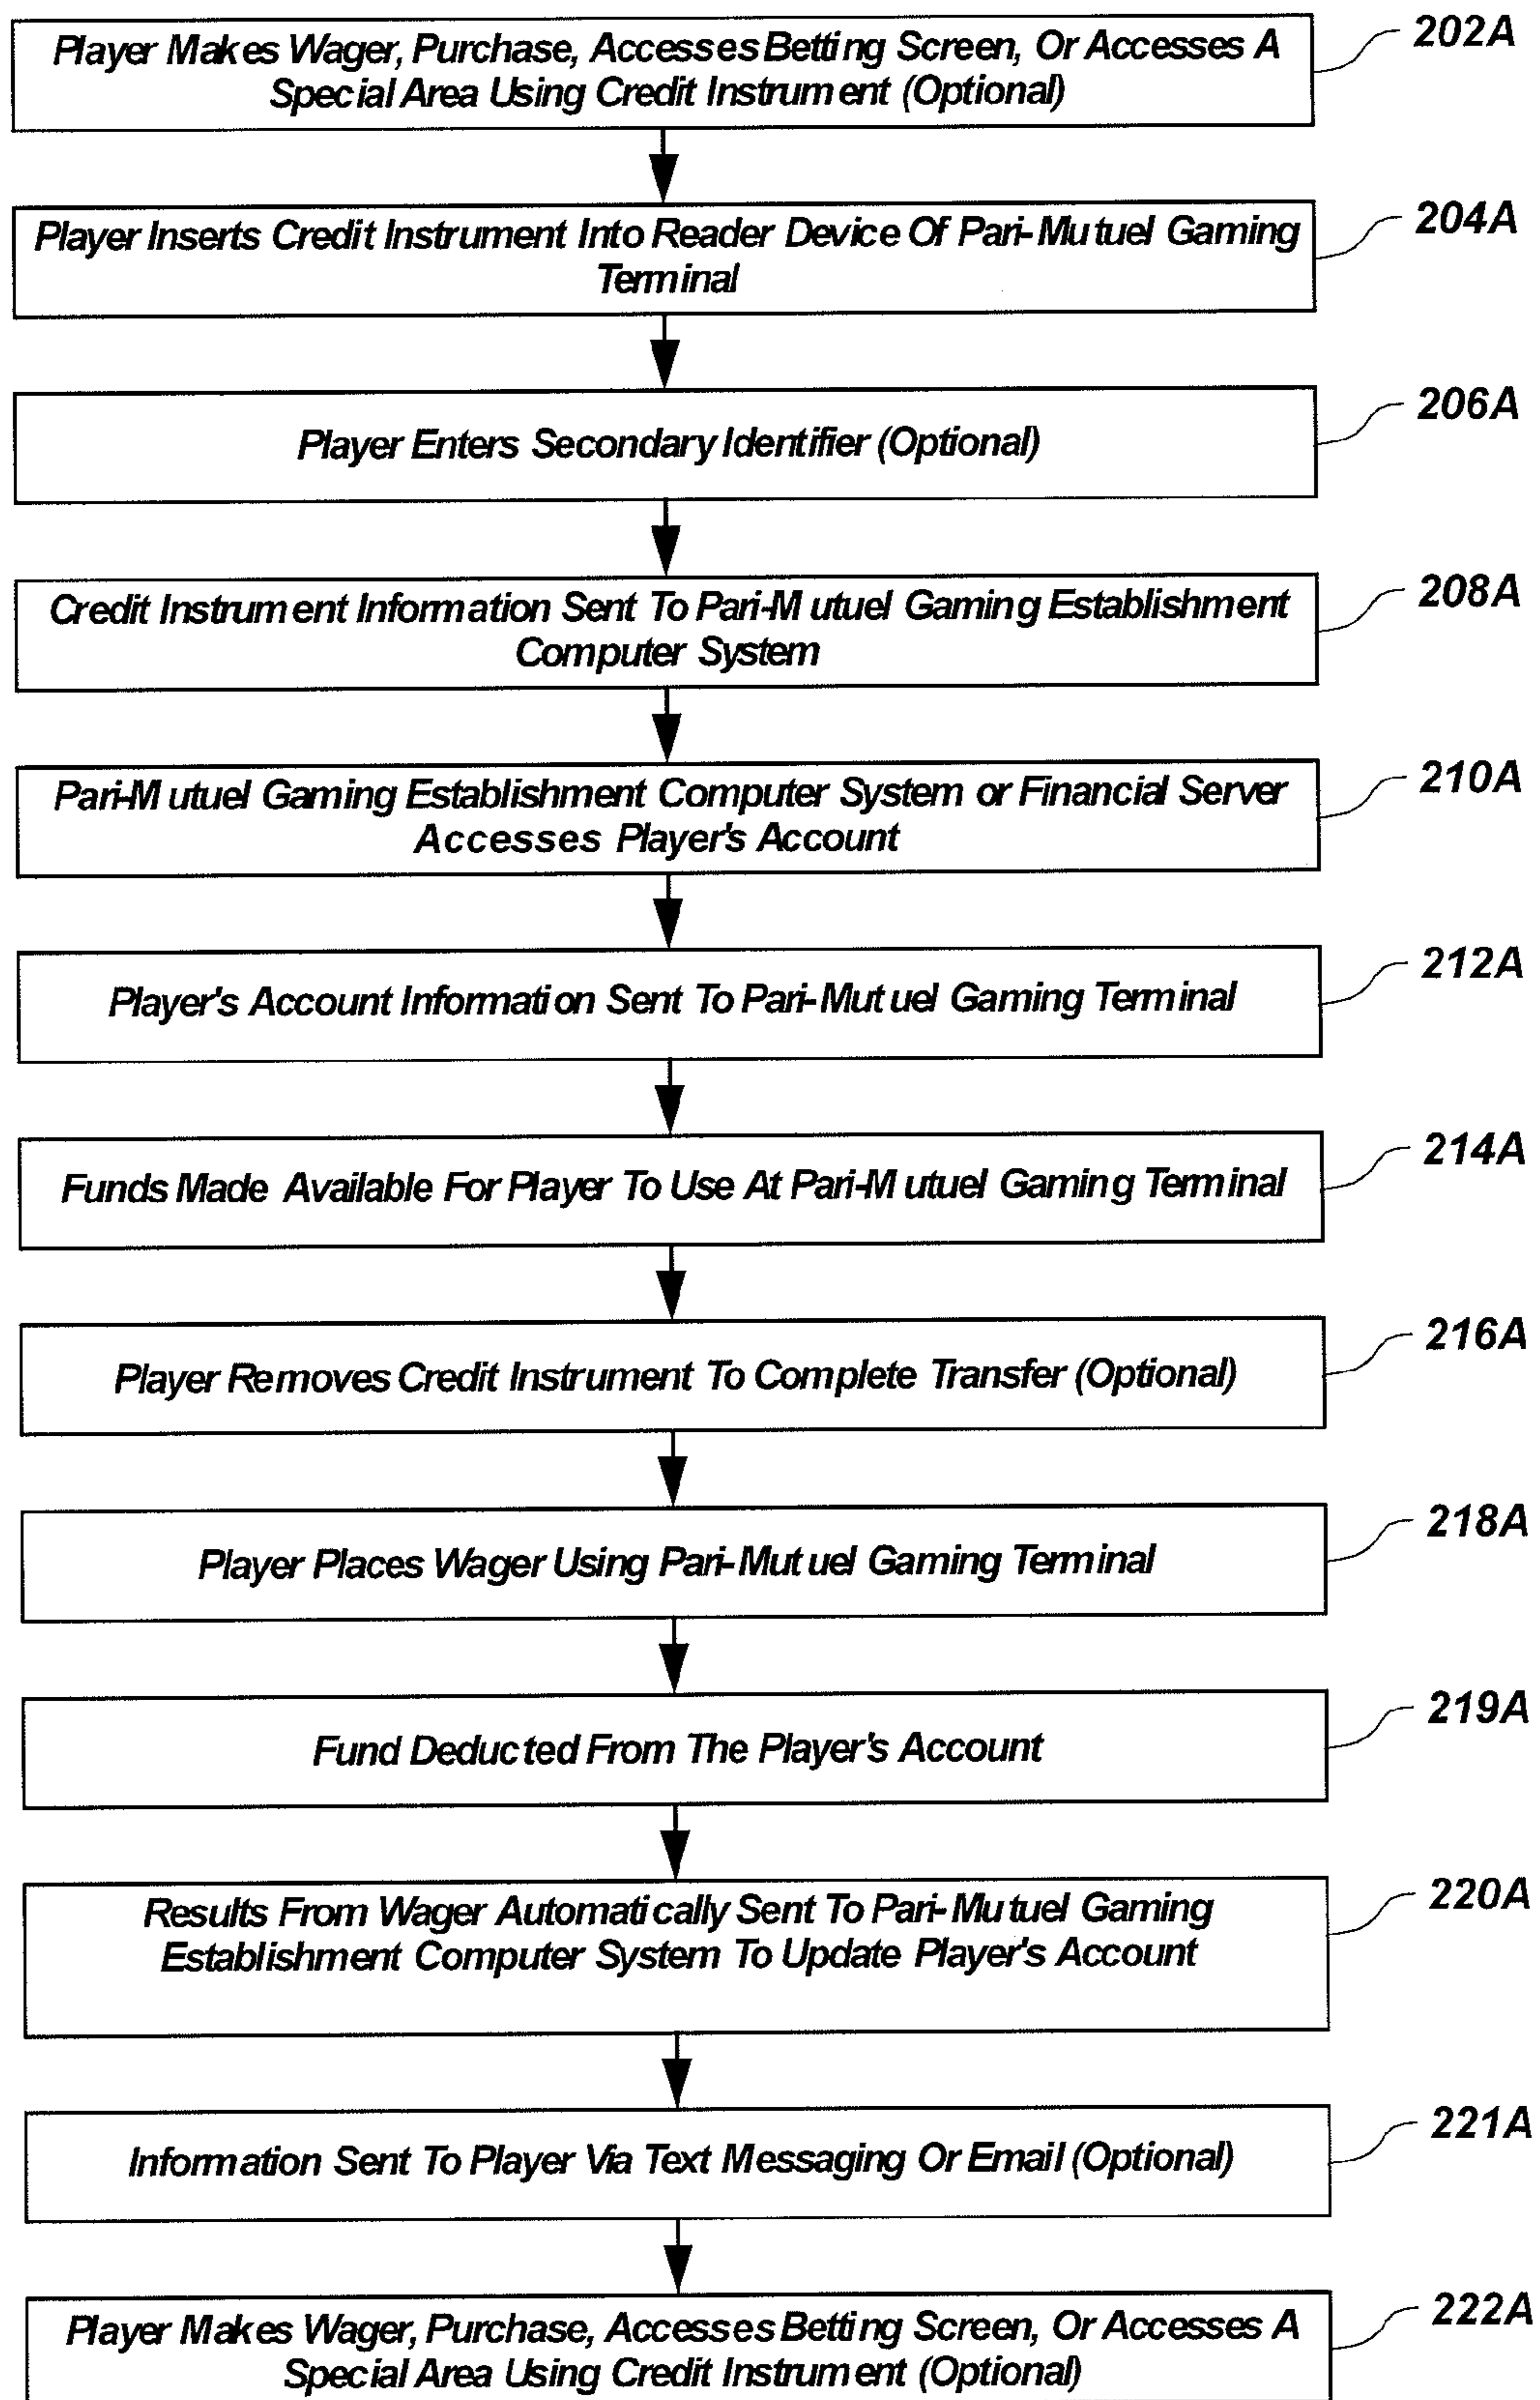 Player Makes Wager, Purchase, Accesses Betting Screen, Or Accesses A
Special Area Using Credit Instrument (Optional)
202A
Player Inserts Credit Instrument Into Reader Device Of Pari-Mutuel Gaming
Terminal
204A
Player Enters Secondary Identifier (Optional)
206A
Credit Instrument Information Sent To Pari-Mutuel Gaming Establishment
Computer System
208A
Pari-Mutuel Gaming Establishment Computer System or Financial Server
Accesses Player's Account
210A
Player's Account Information Sent To Pari-Mutuel Gaming Terminal
212A
Funds Made Available For Player To Use At Pari-Mutuel Gaming Terminal
214A
Player Removes Credit Instrument To Complete Transfer (Optional)
216A
Player Places Wager Using Pari-Mutuel Gaming Terminal
218A
Fund Deducted From The Player's Account
219A
Results From Wager Automatically Sent To Pari-Mutuel Gaming
Establishment Computer System To Update Player's Account
220A
Information Sent To Player Via Text Messaging Or Email (Optional)
221A
Player Makes Wager, Purchase, Accesses Betting Screen, Or Accesses A
Special Area Using Credit Instrument (Optional)
222A